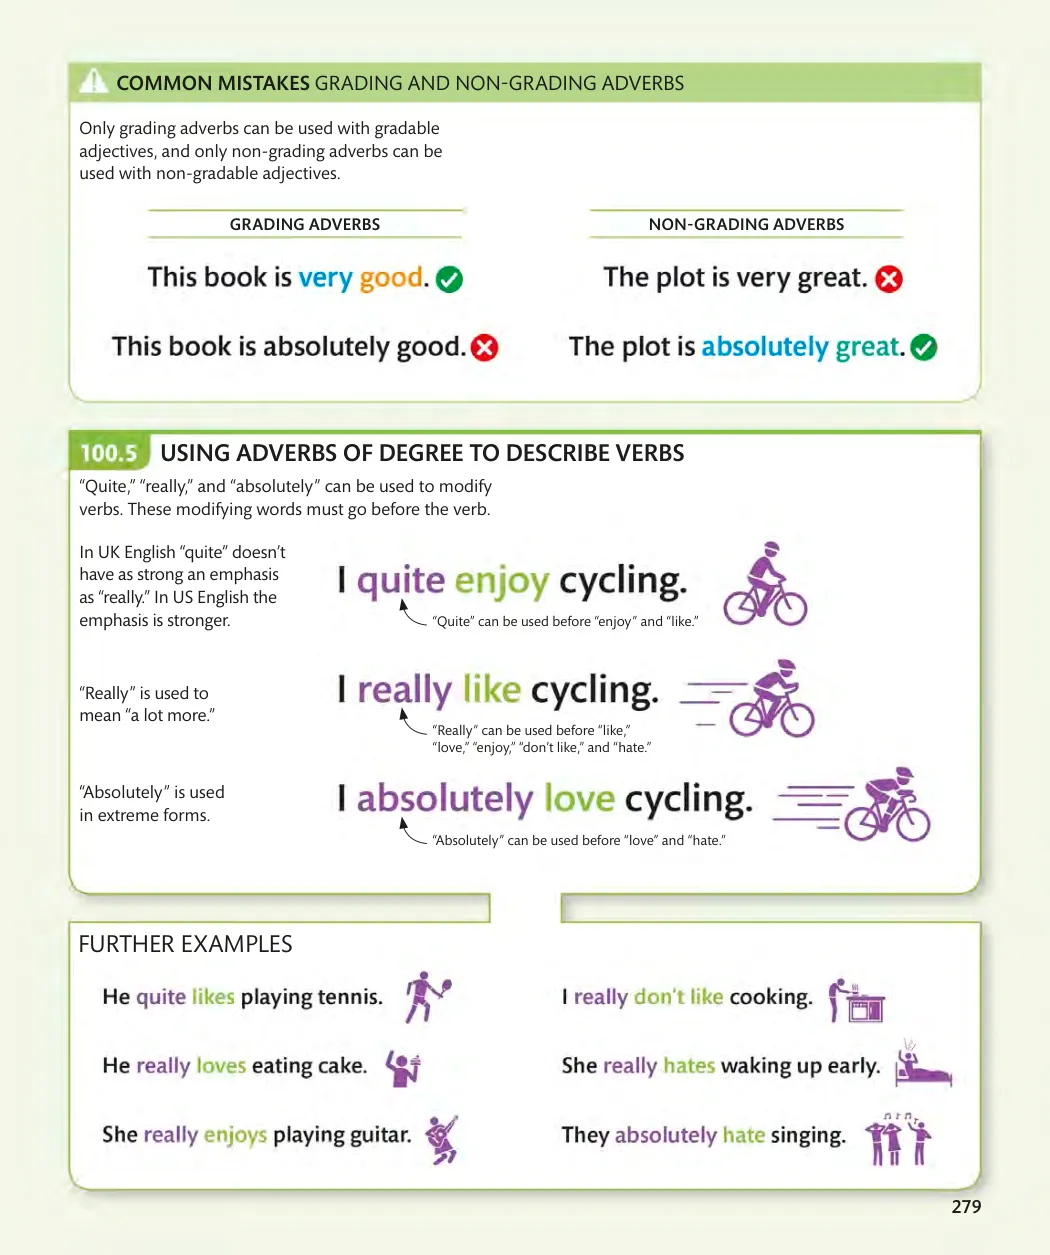 COMMON MISTAKES GRADING AND NON-GRADING ADVERBS
Only grading adverbs can be used with gradable
adjectives, and only non-grading adverbs can be
used with non-gradable adjectives.
GRADING ADVERBS
This book is very good.
This book is absolutely good.
NON-GRADING ADVERBS
The plot is very great.
The plot is absolutely great.
100.5 USING ADVERBS OF DEGREE TO DESCRIBE VERBS
“Quite,” “really,” and “absolutely” can be used to modify
verbs. These modifying words must go before the verb.
In UK English “quite” doesn’t
have as strong an emphasis
as “really.” In US English the
emphasis is stronger.
I quite enjoy cycling.
“Quite” can be used before “enjoy” and “like.”
“Really” is used to
mean “a lot more.”
I really like cycling.
“Really” can be used before “like,”
“love,” “enjoy,” “don’t like,” and “hate.”
“Absolutely” is used
in extreme forms.
I absolutely love cycling.
“Absolutely” can be used before “love” and “hate.”
FURTHER EXAMPLES
He quite likes playing tennis.
He really loves eating cake.
She really enjoys playing guitar.
I really don’t like cooking.
She really hates waking up early.
They absolutely hate singing.
279